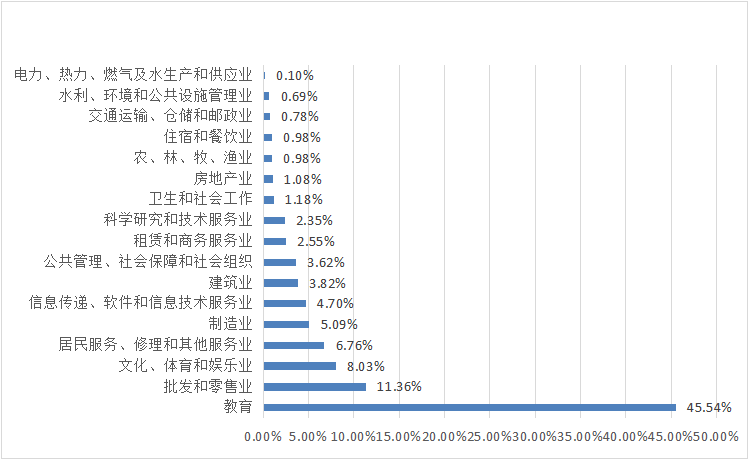 电力、热力、燃气及水生产和供应业 0.10%
水利、环境和公共设施管理业 0.69%
交通运输、仓储和邮政业 0.78%
住宿和餐饮业 0.98%
农、林、牧、渔业 0.98%
房地产业 1.08%
卫生和社会工作 1.18%
科学研究和技术服务业 2.35%
租赁和商务服务业 2.55%
公共管理、社会保障和社会组织 3.62%
建筑业 3.82%
信息传递、软件和信息技术服务业 4.70%
制造业 5.09%
居民服务、修理和其他服务业 6.76%
文化、体育和娱乐业 8.03%
批发和零售业 11.36%
教育 45.54%
0.00% 5.00% 10.00% 15.00% 20.00% 25.00% 30.00% 35.00% 40.00% 45.00% 50.00%